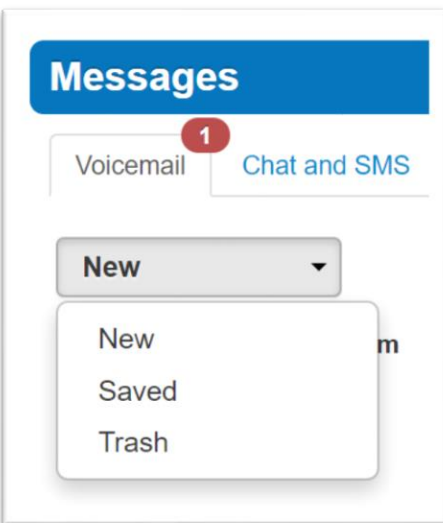 Messages
1
Voicemail Chat and SMS
New
New
m
Saved
Trash